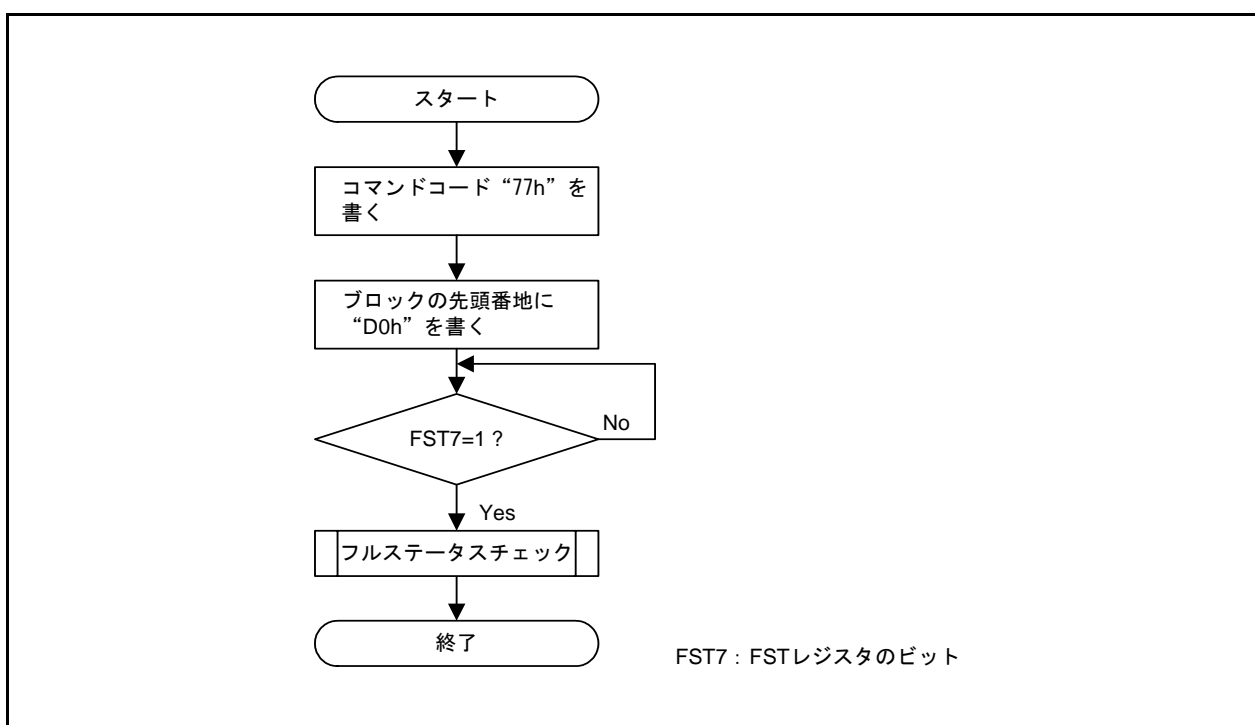 スタート
コマンドコード“77h”を
書く
ブロックの先頭番地に
“D0h”を書く
FST7=1 ?
No
Yes
フルステータスチェック
終了
FST7：FSTレジスタのビット